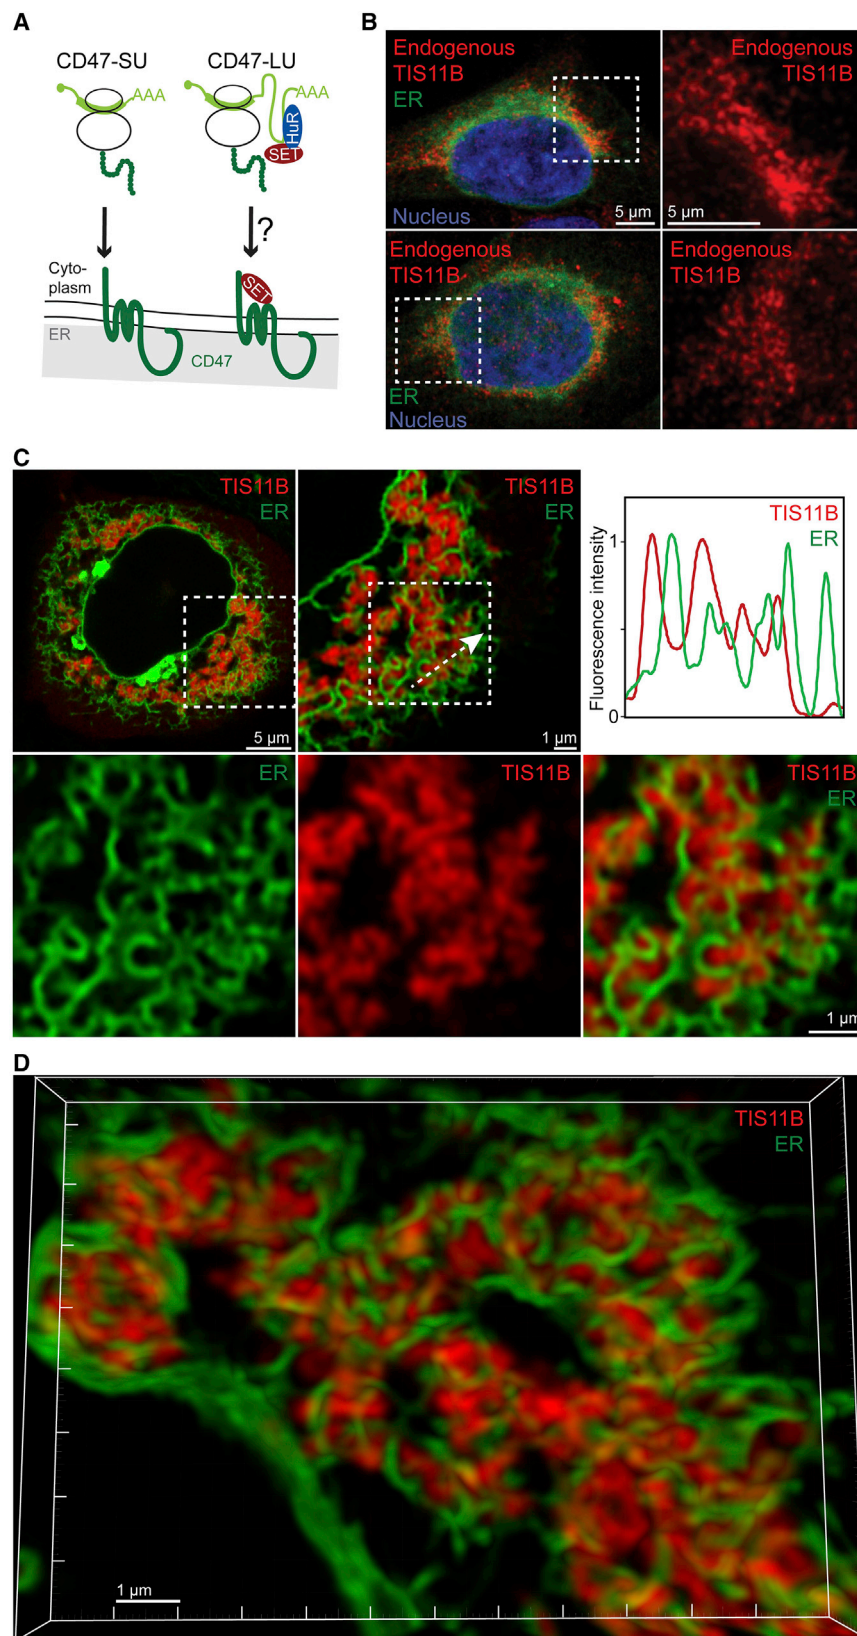 A
CD47-SU
CD47-LU
AAA
AAA
HuR
SET
?
Cyto-
plasm
SET
ER
CD47
B
Endogenous
TIS11B
ER
Nucleus
5 µm
Endogenous
TIS11B
5 µm
Endogenous
TIS11B
ER
Nucleus
Endogenous
TIS11B
C
TIS11B
ER
5 µm
TIS11B
ER
1 µm
Fluorescence intensity
1
0
TIS11B
ER
ER
TIS11B
TIS11B
ER
1 µm
D
TIS11B
ER
1 µm